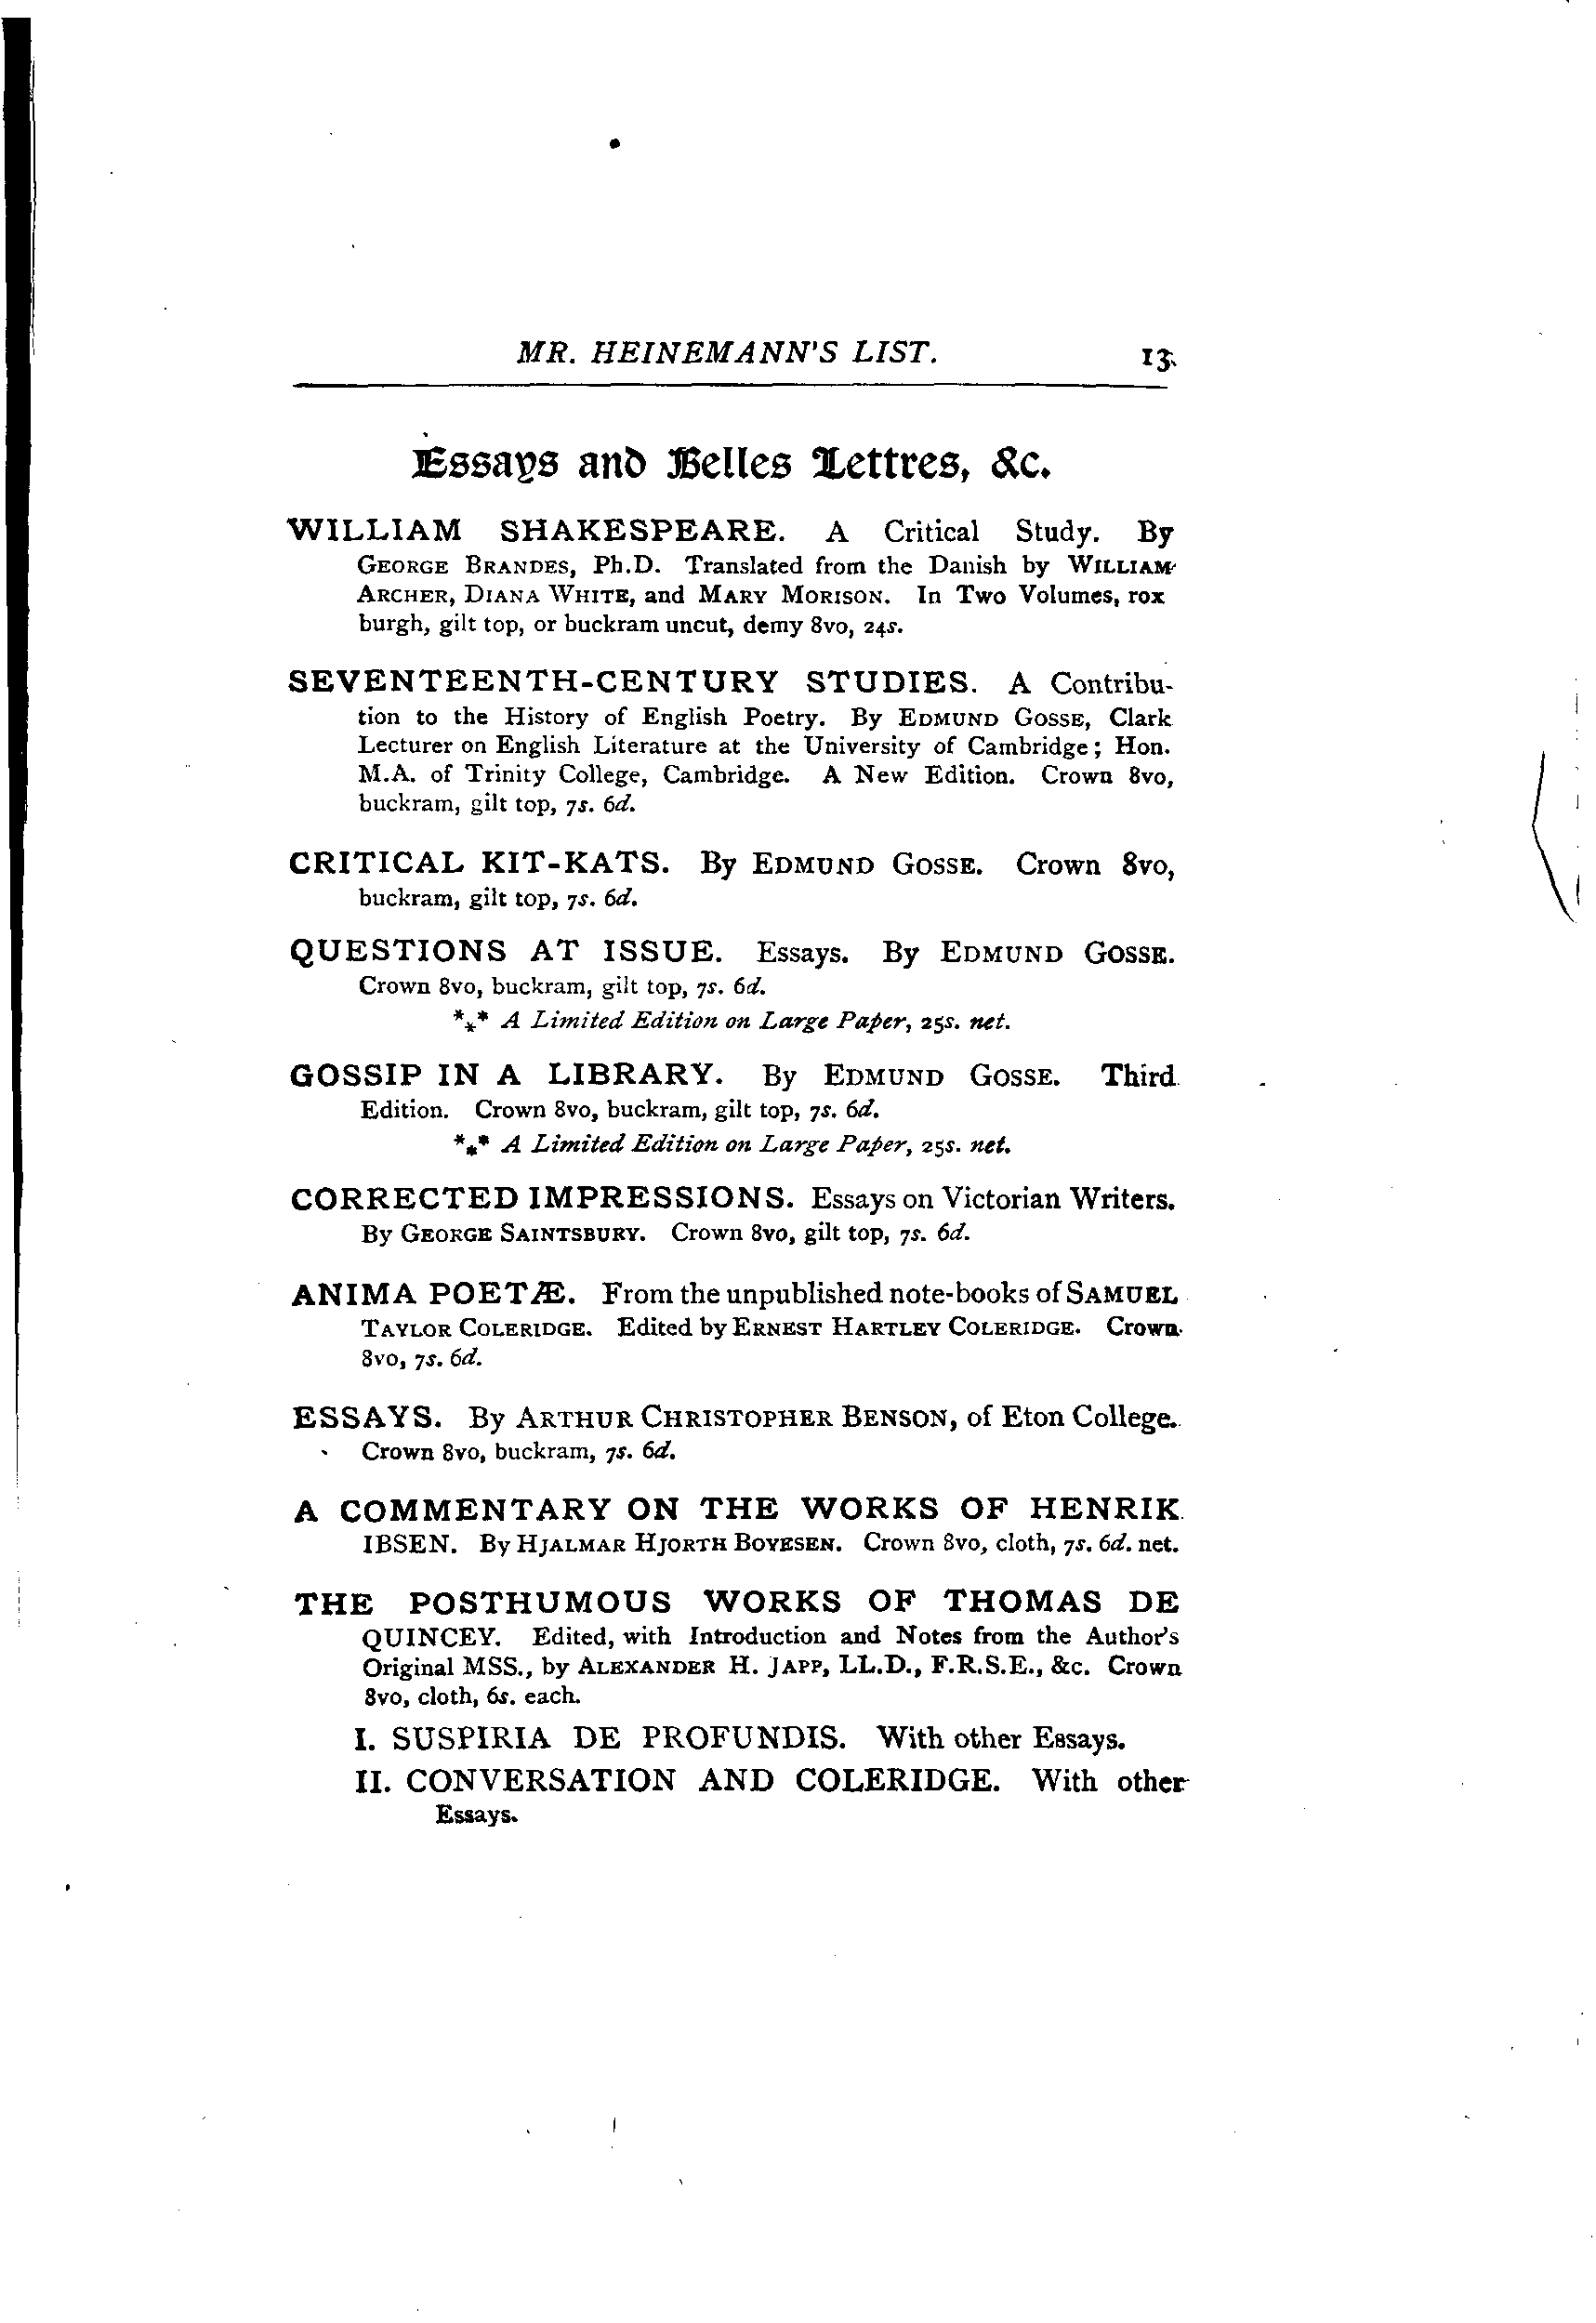 MR. HEINEMANN'S LIST. 13
Essays and Belles Lettres, &c.
WILLIAM SHAKESPEARE. A Critical Study. By
GEORGE BRANDES, Ph.D. Translated from the Danish by WILLIAM
ARCHER, DIANA WHITE, and MARY MORISON. In Two Volumes, rox
burgh, gilt top, or buckram uncut, demy 8vo, 24s.
SEVENTEENTH-CENTURY STUDIES. A Contribu-
tion to the History of English Poetry. By EDMUND GOSSE, Clark
Lecturer on English Literature at the University of Cambridge; Hon.
M.A. of Trinity College, Cambridge. A New Edition. Crown 8vo,
buckram, gilt top, 7s. 6d.
CRITICAL KIT-KATS. By EDMUND GOSSE. Crown 8vo,
buckram, gilt top, 7s. 6d.
QUESTIONS AT ISSUE. Essays. By EDMUND GOSSE.
Crown 8vo, buckram, gilt top, 7s. 6d.
*** A Limited Edition on Large Paper, 25s. net.
GOSSIP IN A LIBRARY. By EDMUND GOSSE. Third
Edition. Crown 8vo, buckram, gilt top, 7s. 6d.
*** A Limited Edition on Large Paper, 25s. net.
CORRECTED IMPRESSIONS. Essays on Victorian Writers.
By GEORGE SAINTSBURY. Crown 8vo, gilt top, 7s. 6d.
ANIMA POETÆ. From the unpublished note-books of SAMUEL
TAYLOR COLERIDGE. Edited by ERNEST HARTLEY COLERIDGE. Crown
8vo, 7s. 6d.
ESSAYS. By ARTHUR CHRISTOPHER BENSON, of Eton College.
Crown 8vo, buckram, 7s. 6d.
A COMMENTARY ON THE WORKS OF HENRIK
IBSEN. By HJALMAR HJORTH BOYESEN. Crown 8vo, cloth, 7s. 6d. net.
THE POSTHUMOUS WORKS OF THOMAS DE
QUINCEY. Edited, with Introduction and Notes from the Author's
Original MSS., by ALEXANDER H. JAPP, LL.D., F.R.S.E., &c. Crown
8vo, cloth, 6s. each.
I. SUSPIRIA DE PROFUNDIS. With other Essays.
II. CONVERSATION AND COLERIDGE. With other
Essays.